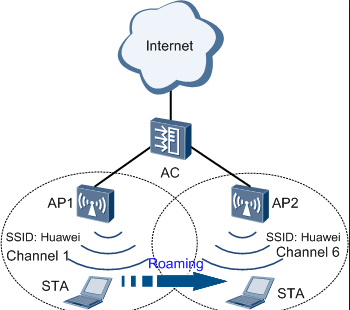 Internet
AC
AP1
AP2
SSID: Huawei
SSID: Huawei
Channel 1
Channel 6
Roaming
STA
STA